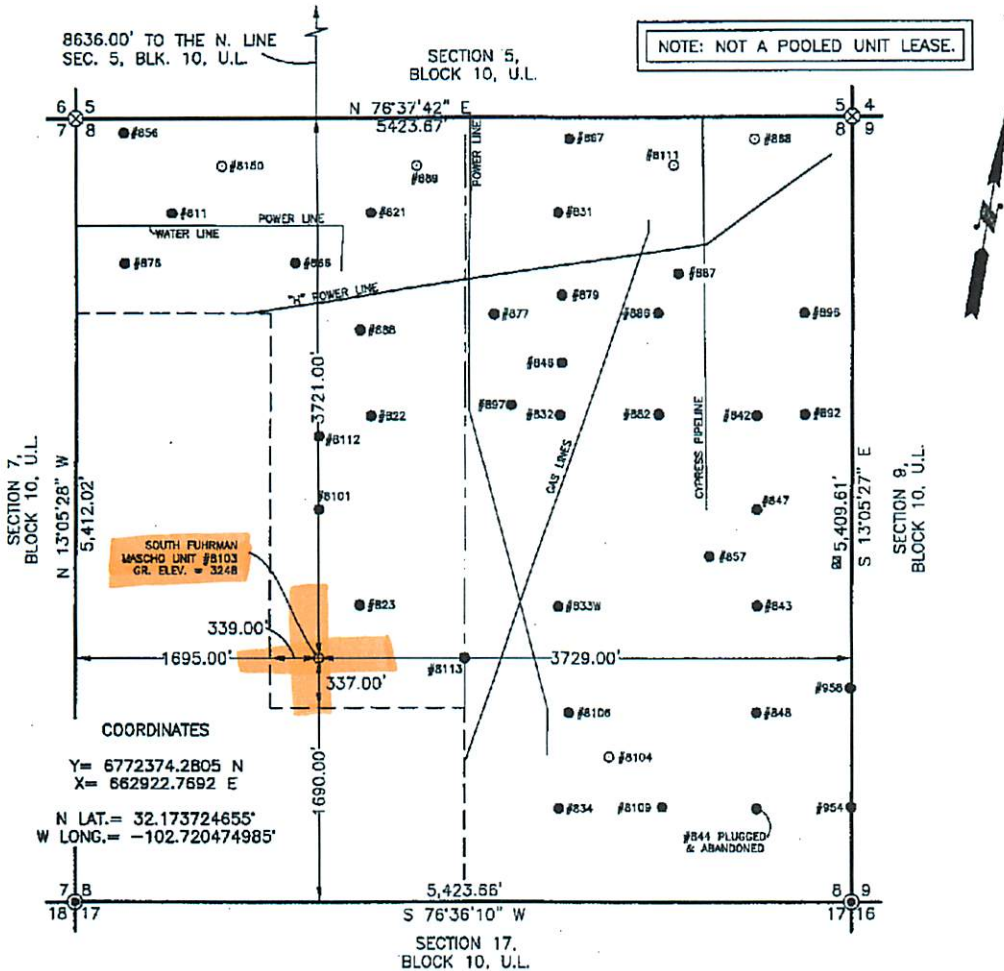 8636.00' TO THE N. LINE
SEC. 5, BLK. 10, U.L.
NOTE: NOT A POOLED UNIT LEASE.
SECTION 5,
BLOCK 10, U.L.
6 5
7 8
N 76°37'42" E
5423.67'
5 4
8 9
#856
#8160
#889
POWER LINE
#867
#8111
#868
#811
POWER LINE
WATER LINE
#821
#831
#875
#865
"H" POWER LINE
#887
#879
#877
#886
#895
#888
3721.00'
#846
#897
#832
#882
#842
#892
#822
#8112
GAS LINES
CYPRESS PIPELINE
#8101
#847
SECTION 7,
BLOCK 10, U.L.
N 13°05'28" W
5,412.02'
5,409.61'
S 13°05'27" E
SECTION 9,
BLOCK 10, U.L.
SOUTH FUHRMAN
MASCHO UNIT #8103
GR. ELEV. = 3248
#857
#823
#833W
#843
339.00'
1695.00'
#8113
3729.00'
337.00'
#958
#8106
#848
COORDINATES
Y= 6772374.2805 N
X= 662922.7692 E
N LAT.= 32.173724655°
W LONG.= -102.720474985°
1690.00'
#8104
#834
#8109
#954
#844 PLUGGED
& ABANDONED
7 8
18 17
5,423.66'
S 76°36'10" W
8 9
17 16
SECTION 17,
BLOCK 10, U.L.